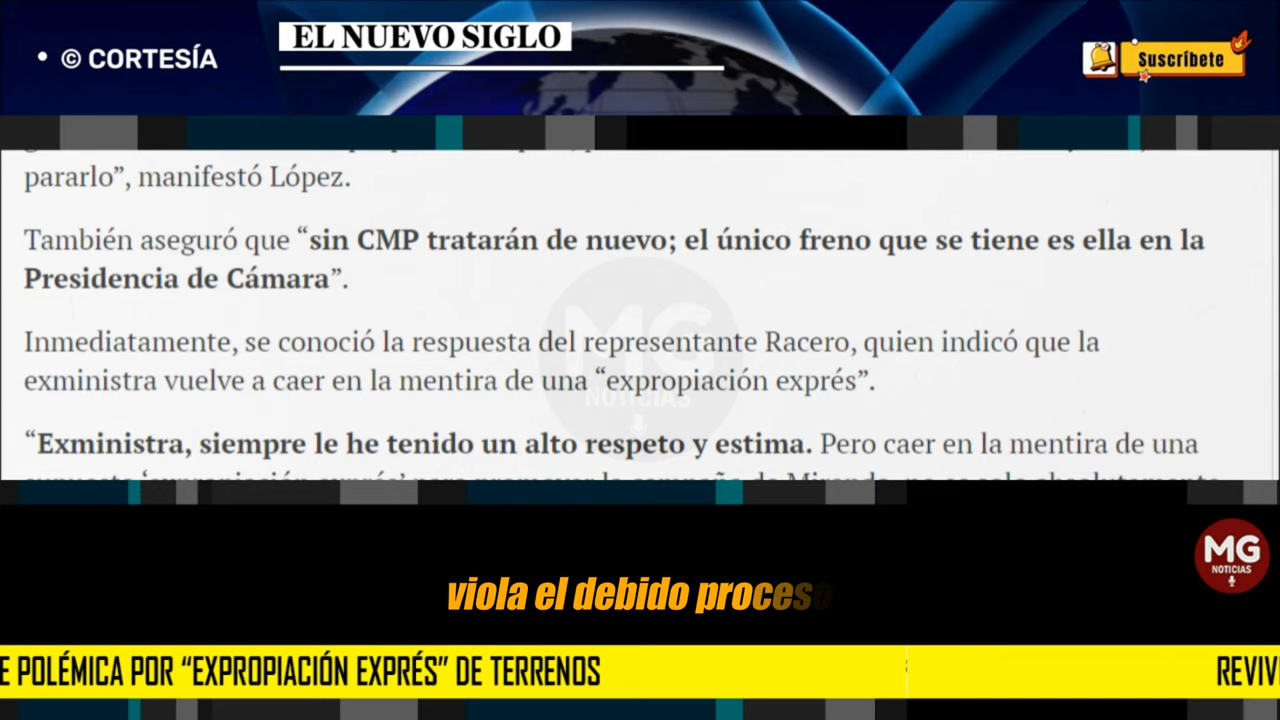 • © CORTESÍA
EL NUEVO SIGLO
Suscríbete
pararlo”, manifestó López.
También aseguró que “sin CMP tratarán de nuevo; el único freno que se tiene es ella en la
Presidencia de Cámara”.
Inmediatamente, se conoció la respuesta del representante Racero, quien indicó que la
exministra vuelve a caer en la mentira de una “expropiación exprés”.
“Exministra, siempre le he tenido un alto respeto y estima. Pero caer en la mentira de una
MG
NOTICIAS
MG
NOTICIAS
viola el debido proceso
E POLÉMICA POR “EXPROPIACIÓN EXPRÉS” DE TERRENOS
REVIV